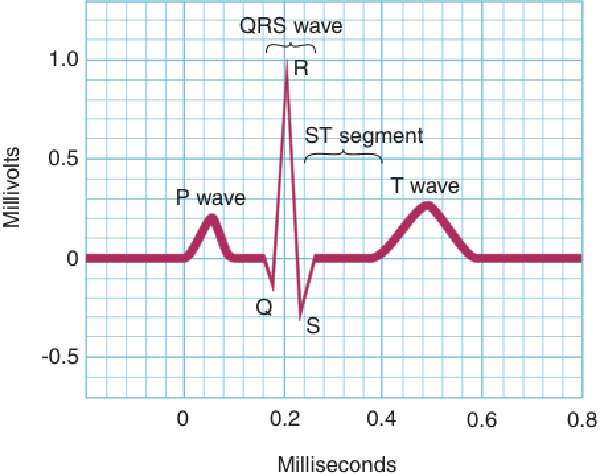 QRS wave
R
1.0
ST segment
0.5
P wave
T wave
Millivolts
0
Q
S
-0.5
0 0.2 0.4 0.6 0.8
Milliseconds